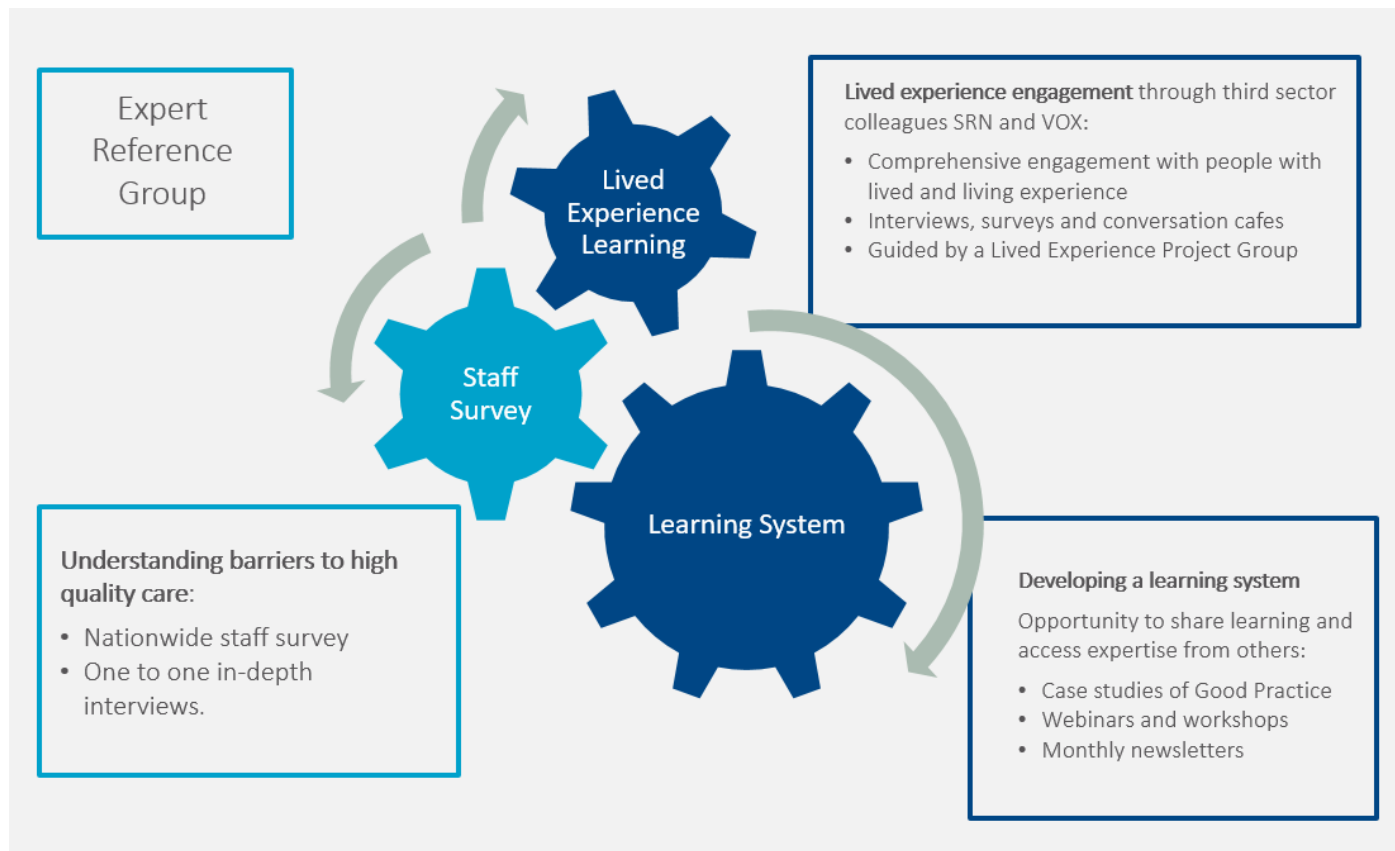 Expert
Reference
Group
Lived
Experience
Learning
Lived experience engagement through third sector
colleagues SRN and VOX:
• Comprehensive engagement with people with
lived and living experience
• Interviews, surveys and conversation cafes
• Guided by a Lived Experience Project Group
Staff
Survey
Learning System
Understanding barriers to high
quality care:
• Nationwide staff survey
• One to one in-depth
interviews.
Developing a learning system
Opportunity to share learning and
access expertise from others:
• Case studies of Good Practice
• Webinars and workshops
• Monthly newsletters